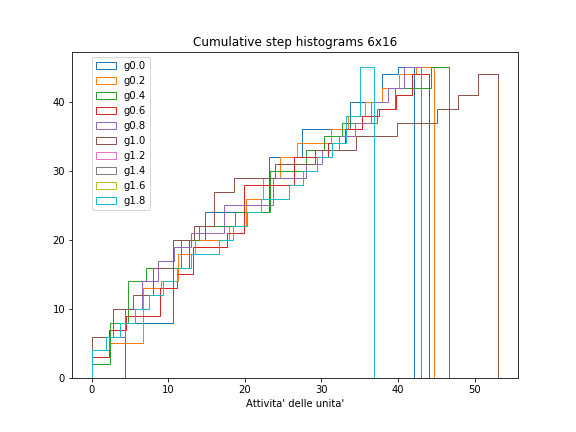 Cumulative step histograms 6x16
g0.0
g0.2
g0.4
g0.6
g0.8
g1.0
g1.2
g1.4
g1.6
g1.8
40
30
20
10
0
0 10 20 30 40 50
Attivita' delle unita'